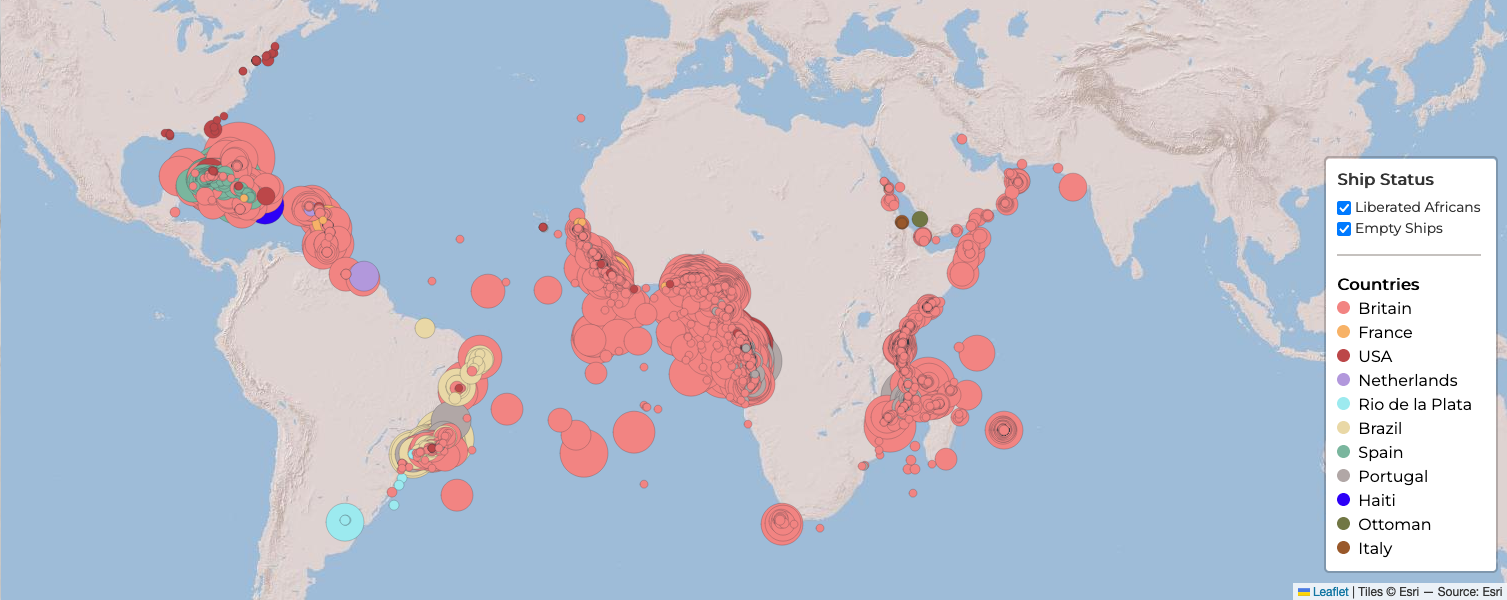 Ship Status
Liberated Africans
Empty Ships
Countries
Britain
France
USA
Netherlands
Rio de la Plata
Brazil
Spain
Portugal
Haiti
Ottoman
Italy
Leaflet | Tiles © Esri — Source: Esri